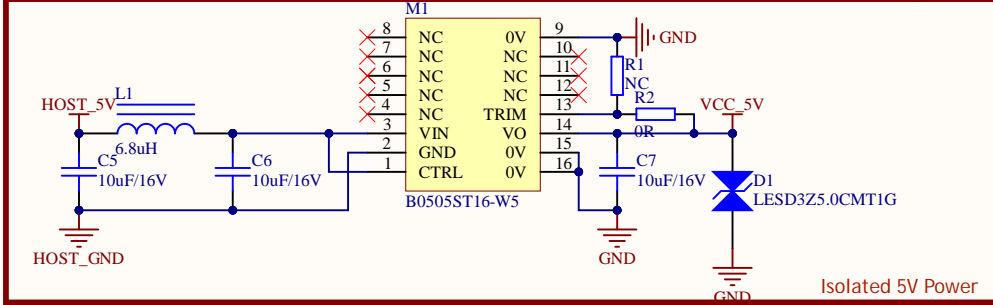 M1
8 NC 0V 9 GND
7 NC NC 10
6 NC NC 11
5 NC NC 12
4 NC TRIM 13
3 VIN VO 14
2 GND 0V 15
1 CTRL 0V 16
B0505ST16-W5
HOST_5V
L1
6.8uH
C5
10uF/16V
C6
10uF/16V
HOST_GND
R1
NC
R2
0R
VCC_5V
C7
10uF/16V
GND
D1
LESD3Z5.0CMT1G
GND
Isolated 5V Power